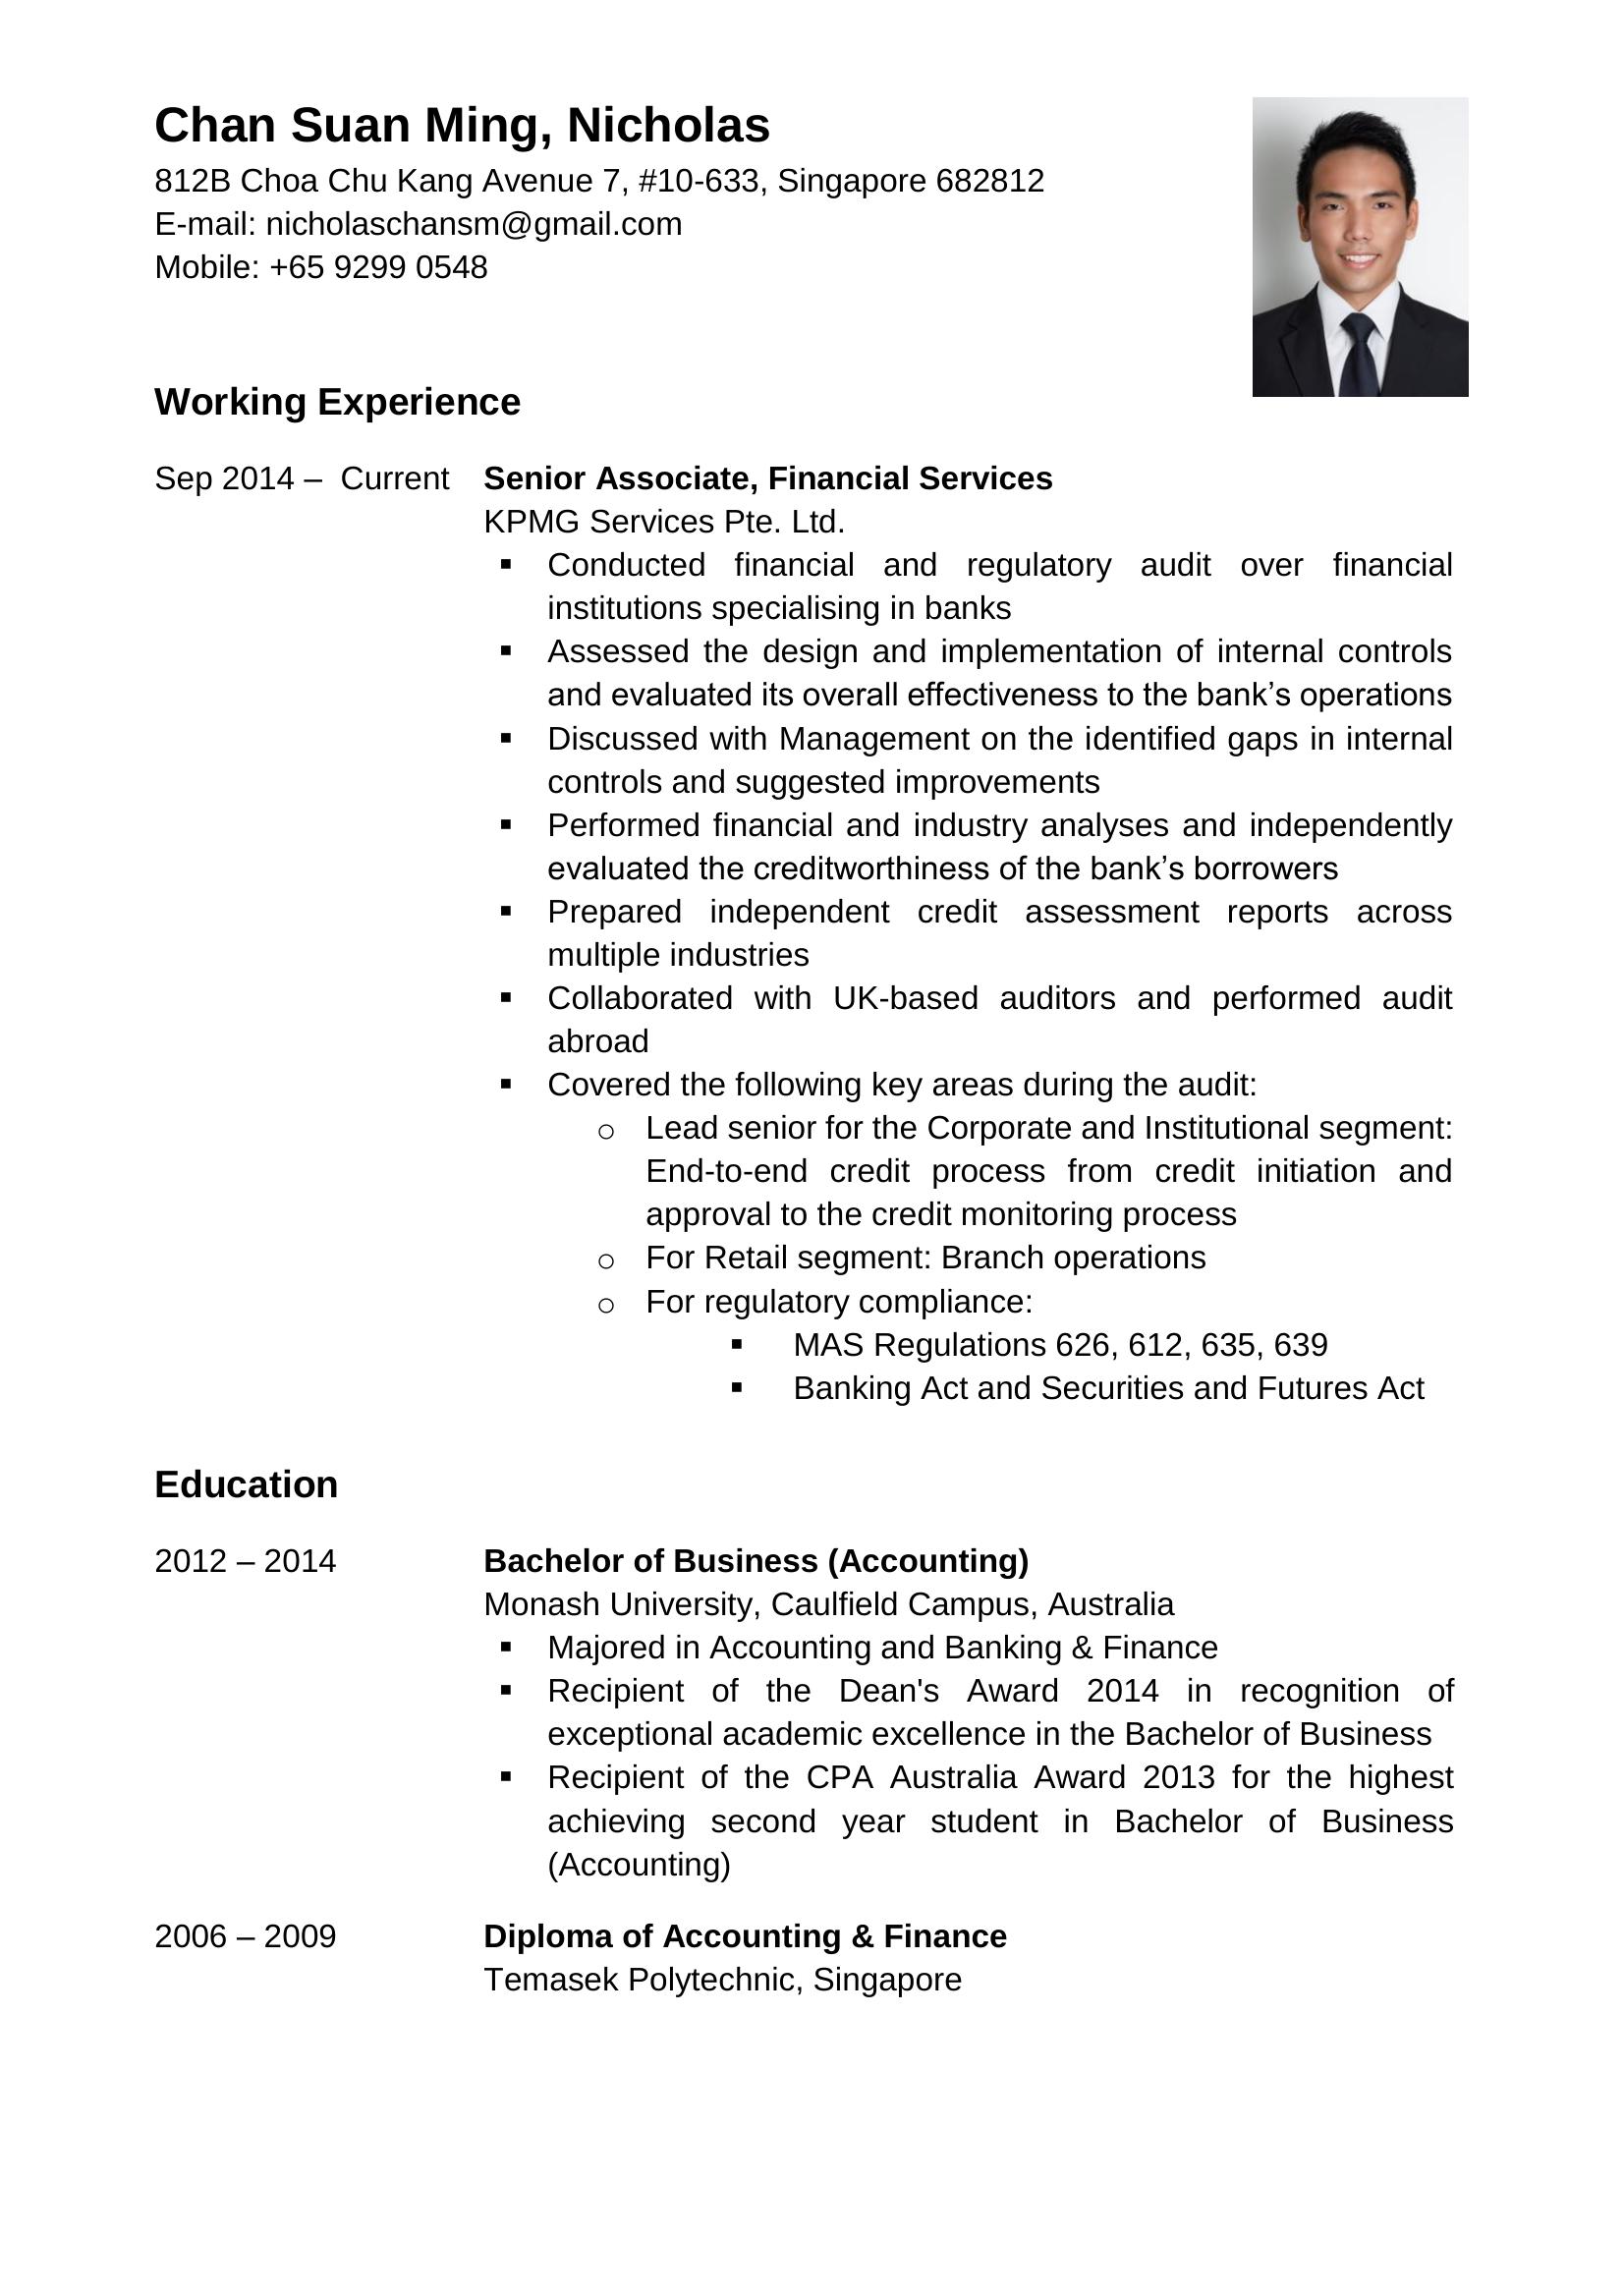 Chan Suan Ming, Nicholas
812B Choa Chu Kang Avenue 7, #10-633, Singapore 682812
E-mail: nicholaschansm@gmail.com
Mobile: +65 9299 0548
Working Experience
Sep 2014 – Current Senior Associate, Financial Services
KPMG Services Pte. Ltd.
▪ Conducted financial and regulatory audit over financial
institutions specialising in banks
▪ Assessed the design and implementation of internal controls
and evaluated its overall effectiveness to the bank’s operations
▪ Discussed with Management on the identified gaps in internal
controls and suggested improvements
▪ Performed financial and industry analyses and independently
evaluated the creditworthiness of the bank’s borrowers
▪ Prepared independent credit assessment reports across
multiple industries
▪ Collaborated with UK-based auditors and performed audit
abroad
▪ Covered the following key areas during the audit:
o Lead senior for the Corporate and Institutional segment:
End-to-end credit process from credit initiation and
approval to the credit monitoring process
o For Retail segment: Branch operations
o For regulatory compliance:
▪ MAS Regulations 626, 612, 635, 639
▪ Banking Act and Securities and Futures Act
Education
2012 – 2014 Bachelor of Business (Accounting)
Monash University, Caulfield Campus, Australia
▪ Majored in Accounting and Banking & Finance
▪ Recipient of the Dean's Award 2014 in recognition of
exceptional academic excellence in the Bachelor of Business
▪ Recipient of the CPA Australia Award 2013 for the highest
achieving second year student in Bachelor of Business
(Accounting)
2006 – 2009 Diploma of Accounting & Finance
Temasek Polytechnic, Singapore